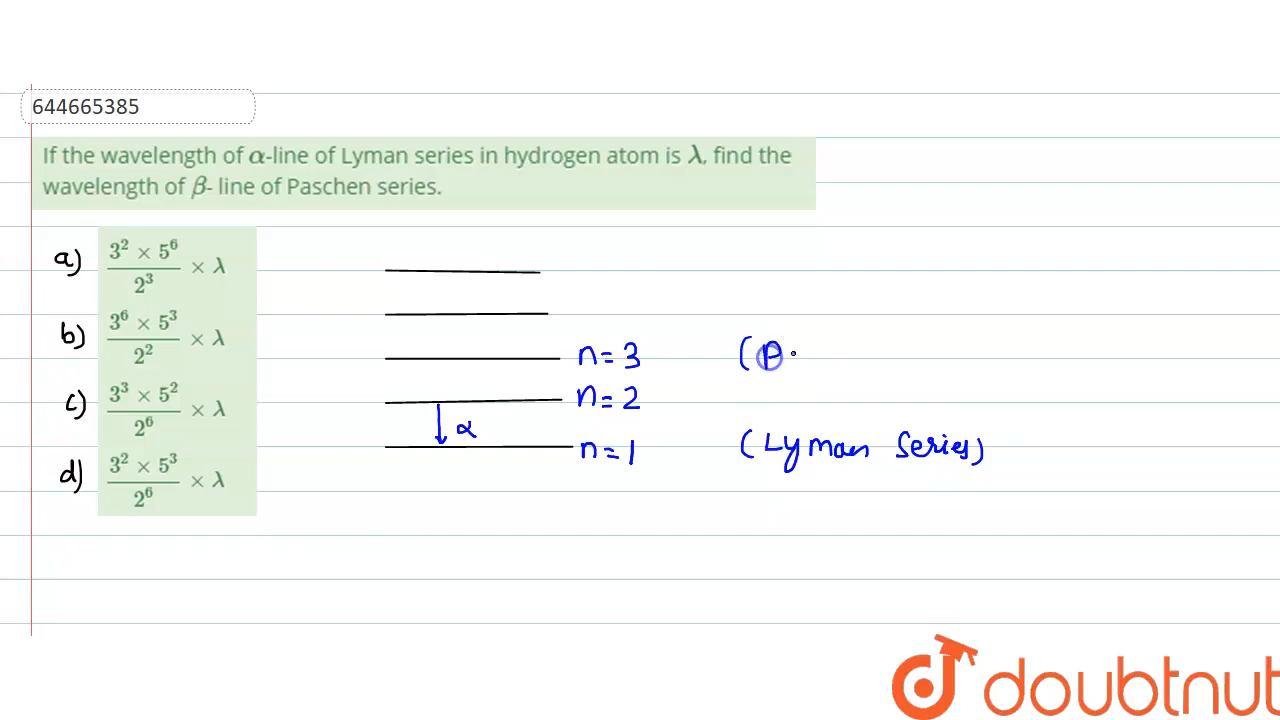 644665385
If the wavelength of α-line of Lyman series in hydrogen atom is λ, find the
wavelength of β- line of Paschen series.
a) 3² × 5⁶ / 2³ × λ
b) 3⁶ × 5³ / 2² × λ
c) 3³ × 5² / 2⁶ × λ
d) 3² × 5³ / 2⁶ × λ
n=3 (P.
n=2
α
n=1 (Lyman Series)
doubtnut